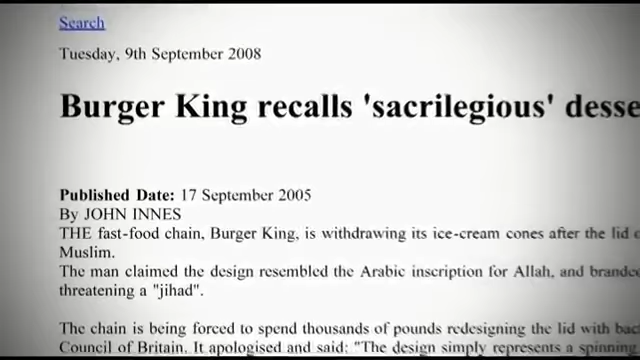 Search
Tuesday, 9th September 2008
Burger King recalls 'sacrilegious'
Published Date: 17 September 2005
By JOHN INNES
THE fast-food chain, Burger King, is withdrawing its ice-cream cones after the lid
Muslim.
The man claimed the design resembled the Arabic inscription for Allah, and
threatening a "jihad".
The chain is being forced to spend thousands of pounds redesigning the lid with
Council of Britain. It apologised and said: "The design simply represents a spinning